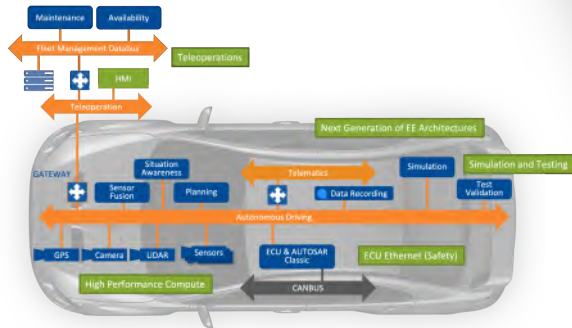 Maintenance
Availability
Fleet Management Databus
Teleoperations
HMI
Teleoperation
Next Generation of EE Architectures
GATEWAY
Situation
Awareness
Sensor
Fusion
Planning
Telematics
Data Recording
Simulation
Simulation and Testing
Test
Validation
Autonomous Driving
GPS
Camera
LiDAR
Sensors
ECU & AUTOSAR
Classic
ECU Ethernet (Safety)
High Performance Compute
CANBUS